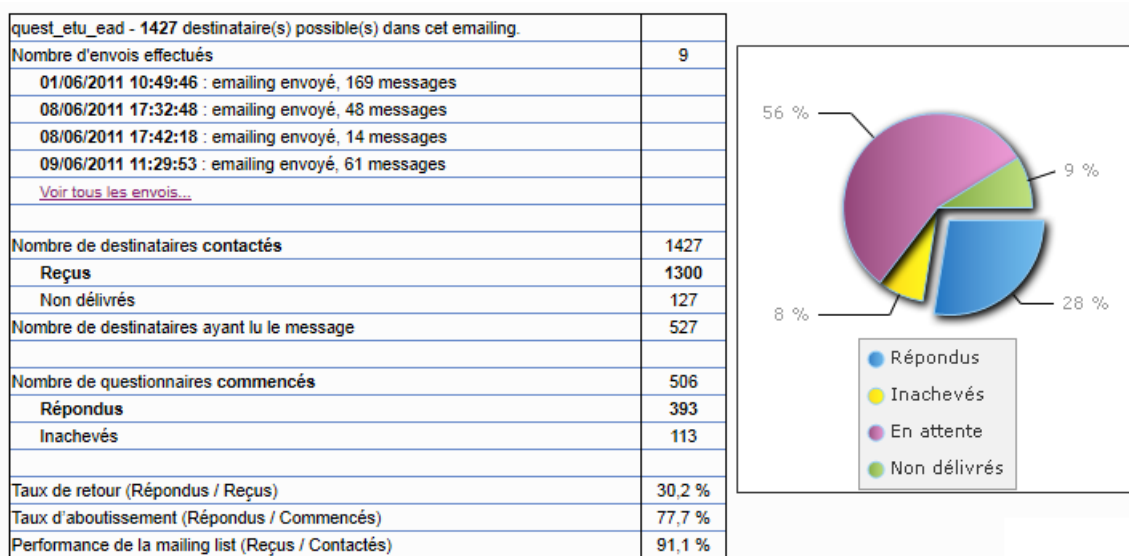 quest_etu_ead - 1427 destinataire(s) possible(s) dans cet emailing.
Nombre d'envois effectués 9
01/06/2011 10:49:46 : emailing envoyé, 169 messages
08/06/2011 17:32:48 : emailing envoyé, 48 messages
08/06/2011 17:42:18 : emailing envoyé, 14 messages
09/06/2011 11:29:53 : emailing envoyé, 61 messages
Voir tous les envois...
Nombre de destinataires contactés 1427
Reçus 1300
Non délivrés 127
Nombre de destinataires ayant lu le message 527
Nombre de questionnaires commencés 506
Répondus 393
Inachevés 113
Taux de retour (Répondus / Reçus) 30,2 %
Taux d'aboutissement (Répondus / Commencés) 77,7 %
Performance de la mailing list (Reçus / Contactés) 91,1 %
56 %
9 %
8 %
28 %
Répondus
Inachevés
En attente
Non délivrés